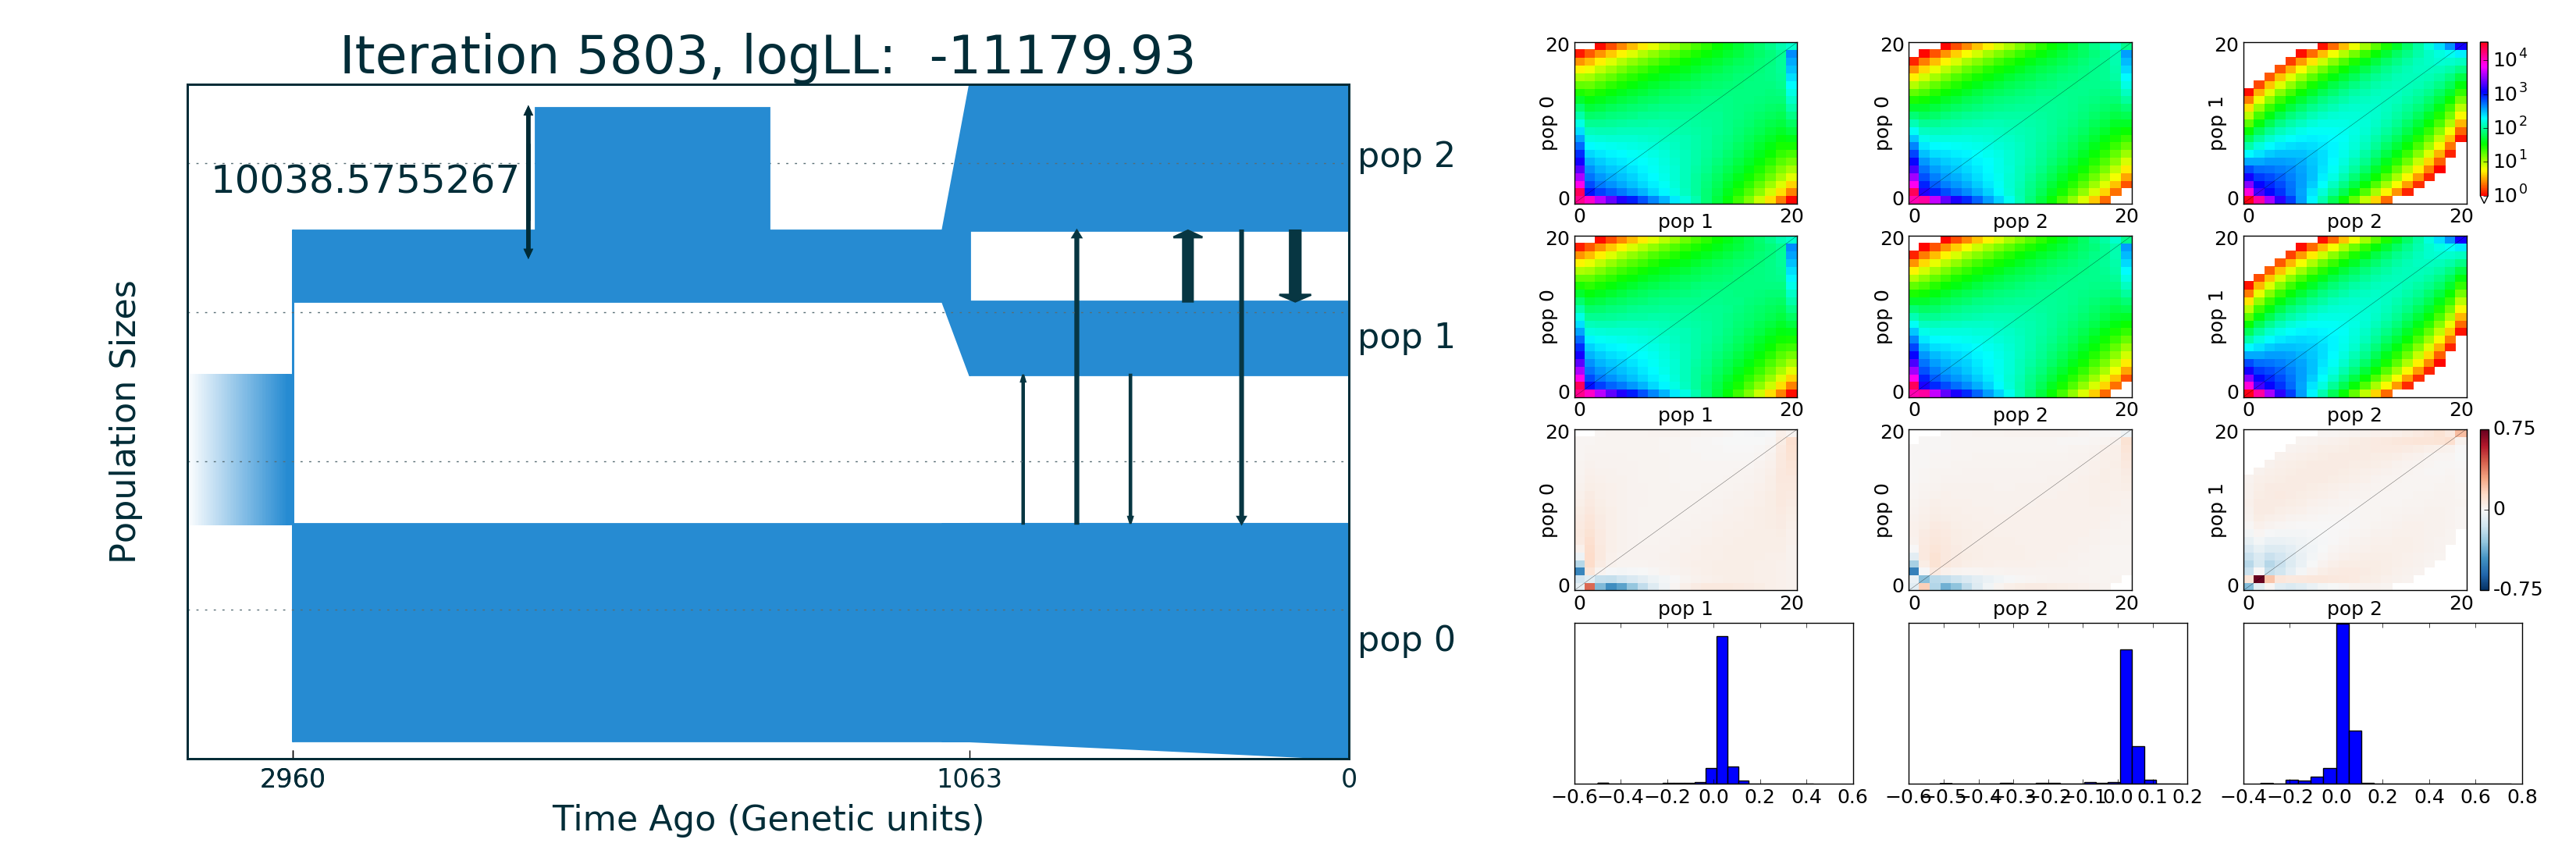 Iteration 5803, logLL:  -11179.93
Population Sizes
10038.5755267
pop 2
pop 1
pop 0
2960 1063 0
Time Ago (Genetic units)
20
pop 0
0
0 pop 1 20
20
pop 0
0
0 pop 2 20
20
pop 1
0
0 pop 2 20
10^4
10^3
10^2
10^1
10^0
20
pop 0
0
0 pop 1 20
20
pop 0
0
0 pop 2 20
20
pop 1
0
0 pop 2 20
20
pop 0
0
0 pop 1 20
20
pop 0
0
0 pop 2 20
20
pop 1
0
0 pop 2 20
0.75
0
-0.75
−0.6 −0.4 −0.2 0.0 0.2 0.4 0.6
−0.6 −0.5 −0.4 −0.3 −0.2 −0.1 0.0 0.1 0.2
−0.4 −0.2 0.0 0.2 0.4 0.6 0.8